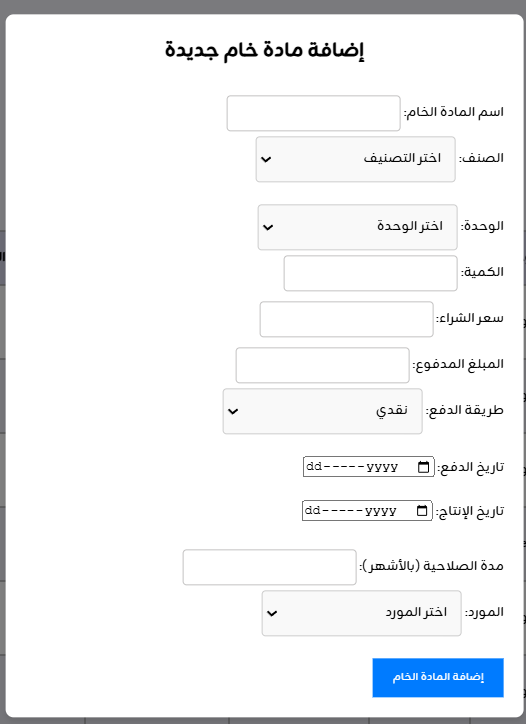 إضافة مادة خام جديدة
اسم المادة الخام:
الصنف: اختر التصنيف
الوحدة: اختر الوحدة
الكمية:
سعر الشراء:
المبلغ المدفوع:
طريقة الدفع: نقدي
تاريخ الدفع: dd-----yyyy
تاريخ الإنتاج: dd-----yyyy
مدة الصلاحية (بالأشهر):
المورد: اختر المورد
إضافة المادة الخام